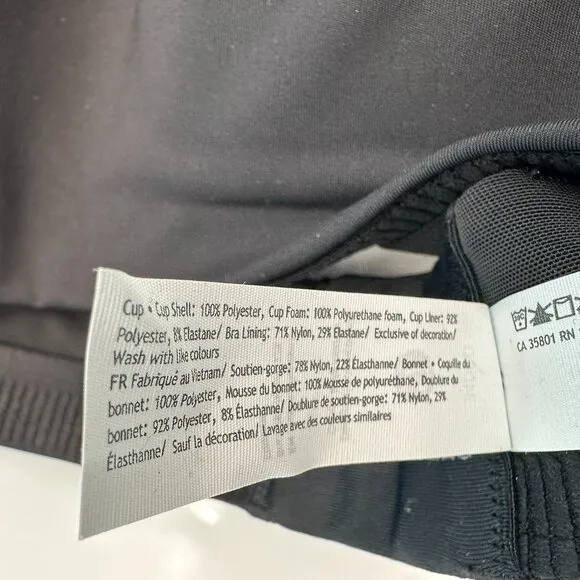 Cup • Cup Shell: 100% Polyester, Cup Foam: 100% Polyurethane foam, Cup Liner: 92%
Polyester, 8% Elastane/ Bra Lining: 71% Nylon, 29% Elastane/ Exclusive of decoration/
Wash with like colours
FR Fabriqué au Vietnam/ Soutien-gorge: 78% Nylon, 22% Élasthanne/ Bonnet • Coquille du
bonnet: 100% Polyester, Mousse du bonnet: 100% Mousse de polyuréthane, Doublure du
bonnet: 92% Polyester, 8% Élasthanne/ Doublure de soutien-gorge: 71% Nylon, 29%
Élasthanne/ Sauf la décoration/ Lavage avec des couleurs similaires
CA 35801 RN